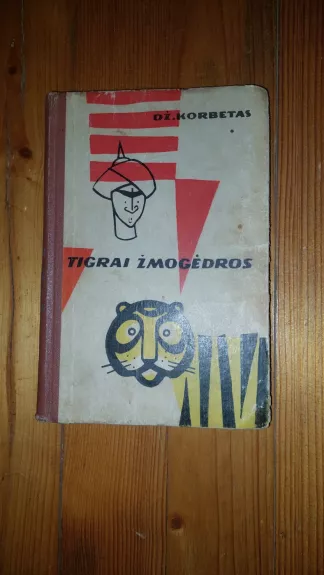 DŽ. KORBETAS
TIGRAI ŽMOGĖDROS